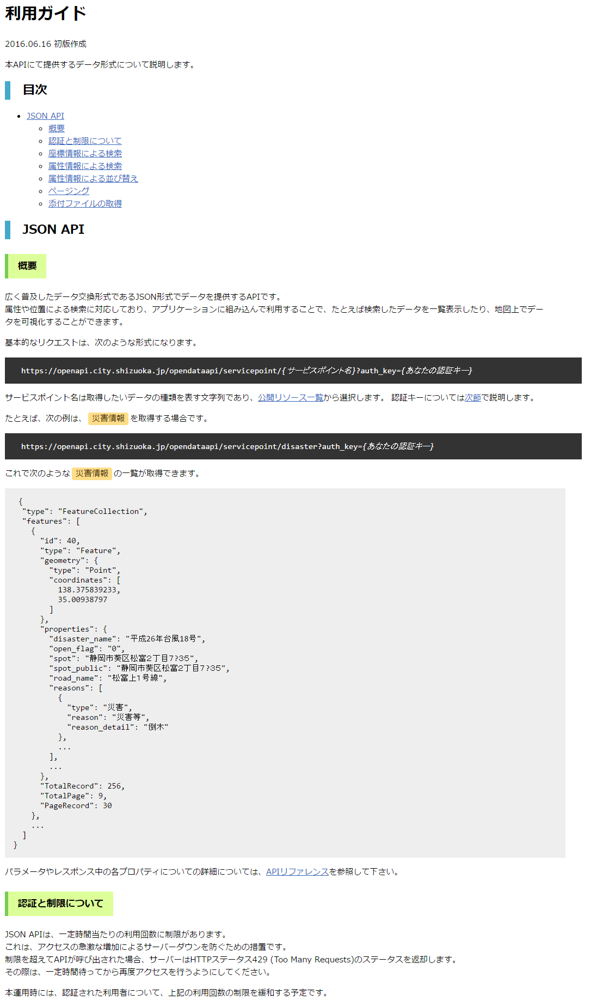 利用ガイド
2016.06.16 初版作成
本APIにて提供するデータ形式について説明します。
目次
JSON API
概要
認証と制限について
座標情報による検索
属性情報による検索
属性情報による並び替え
ページング
添付ファイルの取得
JSON API
概要
広く普及したデータ交換形式であるJSON形式でデータを提供するAPIです。
属性や位置による検索に対応しており、アプリケーションに組み込んで利用することで、たとえば検索したデータを一覧表示したり、地図上でデー
タを可視化することができます。
基本的なリクエストは、次のような形式になります。
https://openapi.city.shizuoka.jp/opendataapi/servicepoint/{サービスポイント名}?auth_key={あなたの認証キー}
サービスポイント名は取得したいデータの種類を表す文字列であり、公開リソース一覧から選択します。 認証キーについては次節で説明します。
たとえば、次の例は、 災害情報 を取得する場合です。
https://openapi.city.shizuoka.jp/opendataapi/servicepoint/disaster?auth_key={あなたの認証キー}
これで次のような 災害情報 の一覧が取得できます。
{
"type": "FeatureCollection",
"features": [
{
"id": 40,
"type": "Feature",
"geometry": {
"type": "Point",
"coordinates": [
138.375839233,
35.00938797
]
},
"properties": {
"disaster_name": "平成26年台風18号",
"open_flag": "0",
"spot": "静岡市葵区松富２丁目７?３５",
"spot_public": "静岡市葵区松富２丁目７?３５",
"road_name": "松富上１号線",
"reasons": [
{
"type": "災害",
"reason": "災害等",
"reason_detail": "倒木"
},
...
],
...
},
"TotalRecord": 256,
"TotalPage": 9,
"PageRecord": 30
},
...
]
}
パラメータやレスポンス中の各プロパティについての詳細については、APIリファレンスを参照して下さい。
認証と制限について
JSON APIは、一定時間当たりの利用回数に制限があります。
これは、アクセスの急激な増加によるサーバーダウンを防ぐための措置です。
制限を超えてAPIが呼び出された場合、サーバーはHTTPステータス429 (Too Many Requests)のステータスを返却します。
その際は、一定時間待ってから再度アクセスを行うようにしてください。
本運用時には、認証された利用者について、上記の利用回数の制限を緩和する予定です。